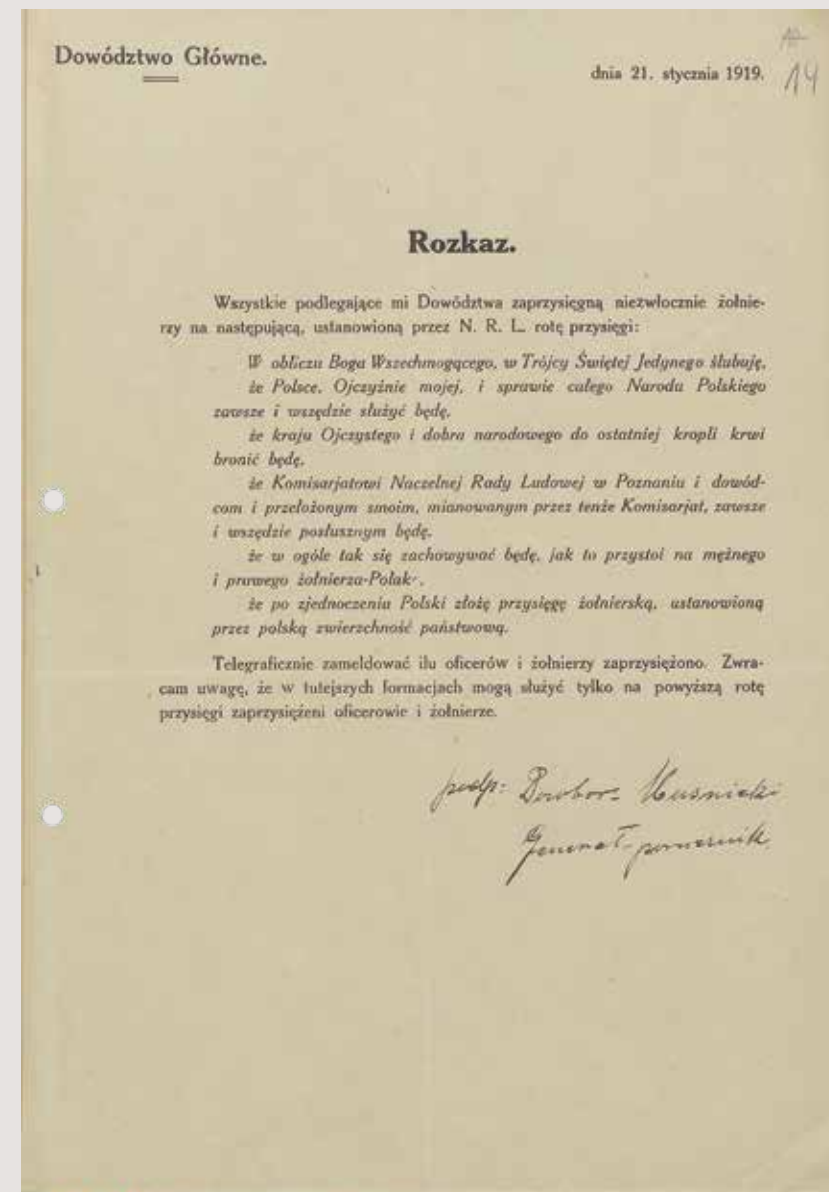 Dowództwo Główne.
dnia 21. stycznia 1919.
14
Rozkaz.
Wszystkie podlegające mi Dowództwa zaprzysięgną niezwłocznie żołnie-
rzy na następującą, ustanowioną przez N. R. L. rotę przysięgi:
W obliczu Boga Wszechmogącego, w Trójcy Świętej Jedynego ślubuję,
że Polsce, Ojczyźnie mojej, i sprawie całego Narodu Polskiego
zawsze i wszędzie służyć będę,
że kraju Ojczystego i dobra narodowego do ostatniej kropli krwi
bronić będę,
że Komisarjatowi Naczelnej Rady Ludowej w Poznaniu i dowód-
com i przełożonym smoim, mianowanym przez tenże Komisarjat, zawsze
i wszędzie posłusznym będę,
że w ogóle tak się zachowywać będę, jak to przystoi na mężnego
i prawego żołnierza-Polak
że po zjednoczeniu Polski złożę przysięgę żołnierską, ustanowioną
przez polską zwierzchność państwową.
Telegraficznie zameldować ilu oficerów i żołnierzy zaprzysiężono. Zwra-
cam uwagę, że w tutejszych formacjach mogą służyć tylko na powyższą rotę
przysięgi zaprzysiężeni oficerowie i żołnierze.
podp: Dowbor-Musnicki
Generał-porucznik